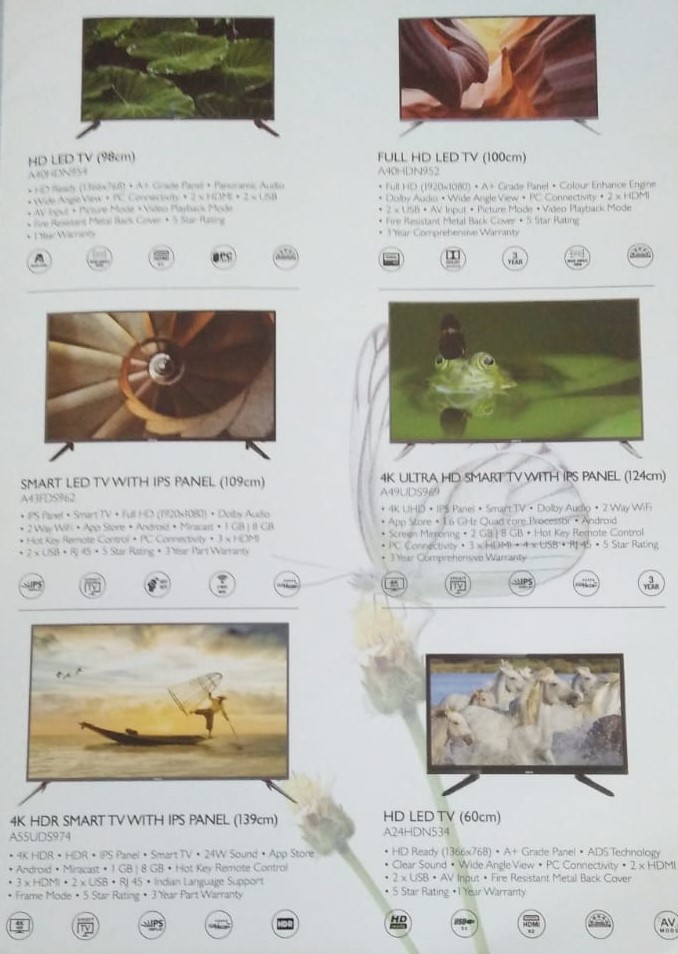 HD LED TV (98cm)
A40HDN954
• HD Ready (1366x768) • A+ Grade Panel • Panoramic Audio
• Wide Angle View • PC Connectivity • 2 x HDMI • 2 x USB
• AV Input • Picture Mode • Video Playback Mode
• Fire Resistant Metal Back Cover • 5 Star Rating
• 1 Year Warranty
FULL HD LED TV (100cm)
A40HDN952
• Full HD (1920x1080) • A+ Grade Panel • Colour Enhance Engine
• Dolby Audio • Wide Angle View • PC Connectivity • 2 x HDMI
• 2 x USB • AV Input • Picture Mode • Video Playback Mode
• Fire Resistant Metal Back Cover • 5 Star Rating
• 3 Year Comprehensive Warranty
3 YEAR
SMART LED TV WITH IPS PANEL (109cm)
A43FDS962
• IPS Panel • Smart TV • Full HD (1920x1080) • Dolby Audio
• 2 Way WiFi • App Store • Android • Miracast • 1 GB | 8 GB
• Hot Key Remote Control • PC Connectivity • 3 x HDMI
• 2 x USB • RJ 45 • 5 Star Rating • 3 Year Part Warranty
IPS
TV
4K ULTRA HD SMART TV WITH IPS PANEL (124cm)
A49UDS969
• 4K UHD • IPS Panel • Smart TV • Dolby Audio • 2 Way WiFi
• App Store • 1.6 GHz Quad core Processor • Android
• Screen Mirroring • 2 GB | 8 GB • Hot Key Remote Control
• PC Connectivity • 3 x HDMI • 4 x USB • RJ 45 • 5 Star Rating
• 3 Year Comprehensive Warranty
4K
TV
IPS
3 YEAR
4K HDR SMART TV WITH IPS PANEL (139cm)
A55UDS974
• 4K HDR • HDR • IPS Panel • Smart TV • 24W Sound • App Store
• Android • Miracast • 1 GB | 8 GB • Hot Key Remote Control
• 3 x HDMI • 2 x USB • RJ 45 • Indian Language Support
• Frame Mode • 5 Star Rating • 3 Year Part Warranty
4K
TV
IPS
HDR
HD LED TV (60cm)
A24HDN534
• HD Ready (1366x768) • A+ Grade Panel • ADS Technology
• Clear Sound • Wide Angle View • PC Connectivity • 2 x HDMI
• 2 x USB • AV Input • Fire Resistant Metal Back Cover
• 5 Star Rating • 1 Year Warranty
HD
USB
HDMI
AV